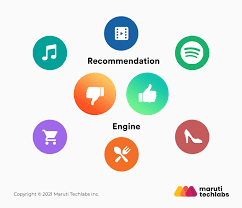 Recommendation
Engine
Copyright © 2021 Maruti Techlabs Inc.
maruti
techlabs